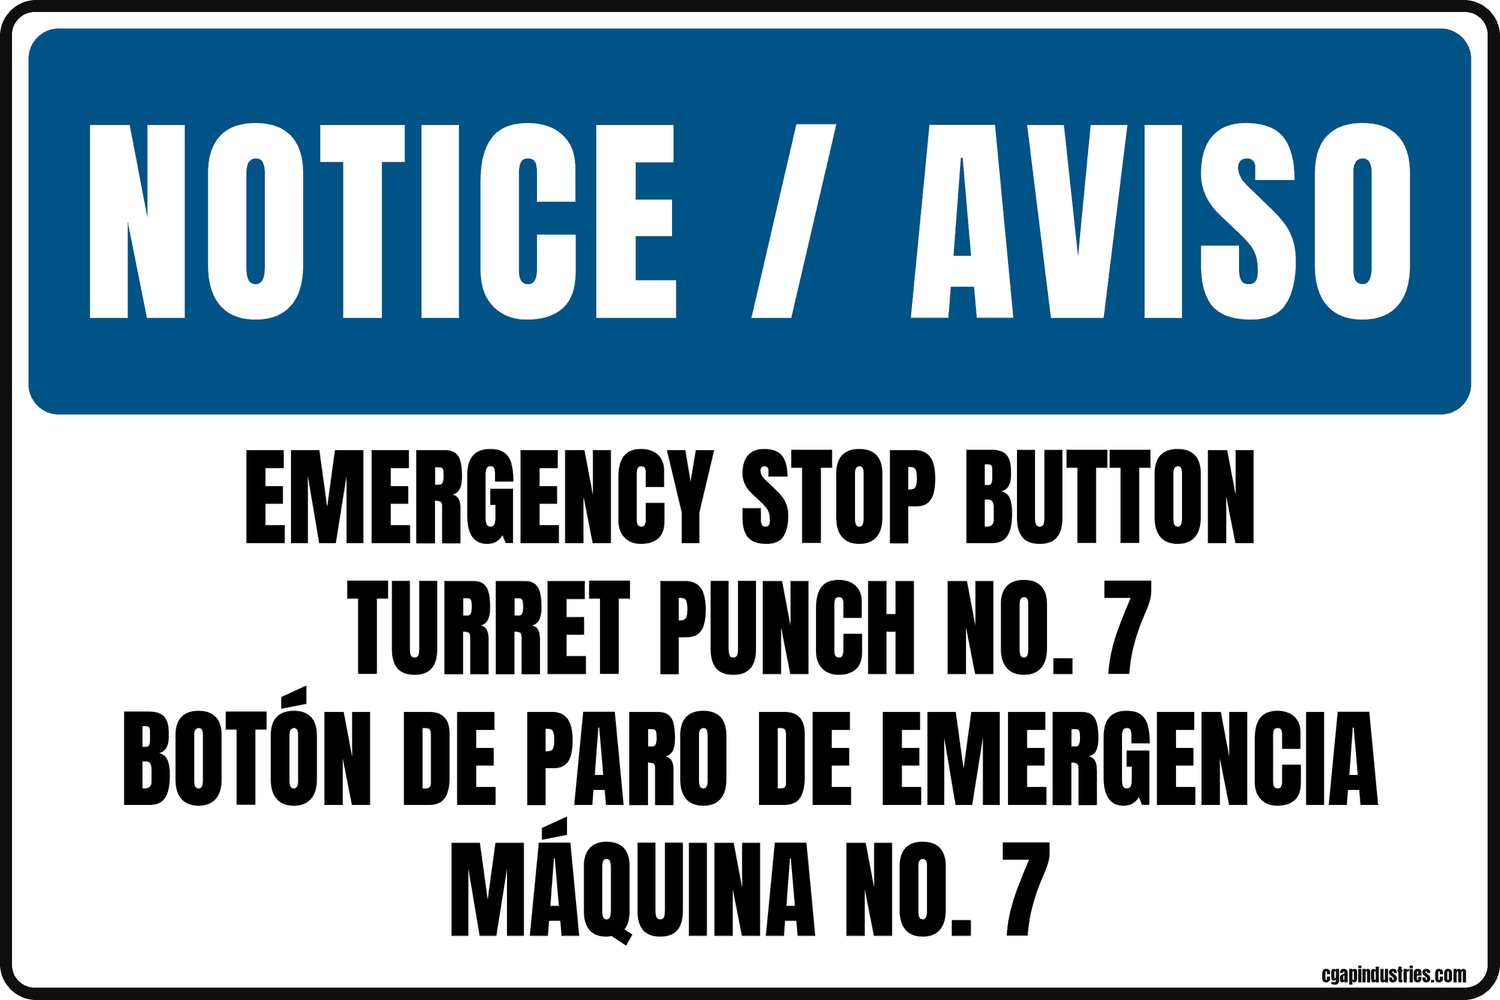 NOTICE / AVISO
EMERGENCY STOP BUTTON
TURRET PUNCH NO. 7
BOTÓN DE PARO DE EMERGENCIA
MÁQUINA NO. 7
cgapindustries.com